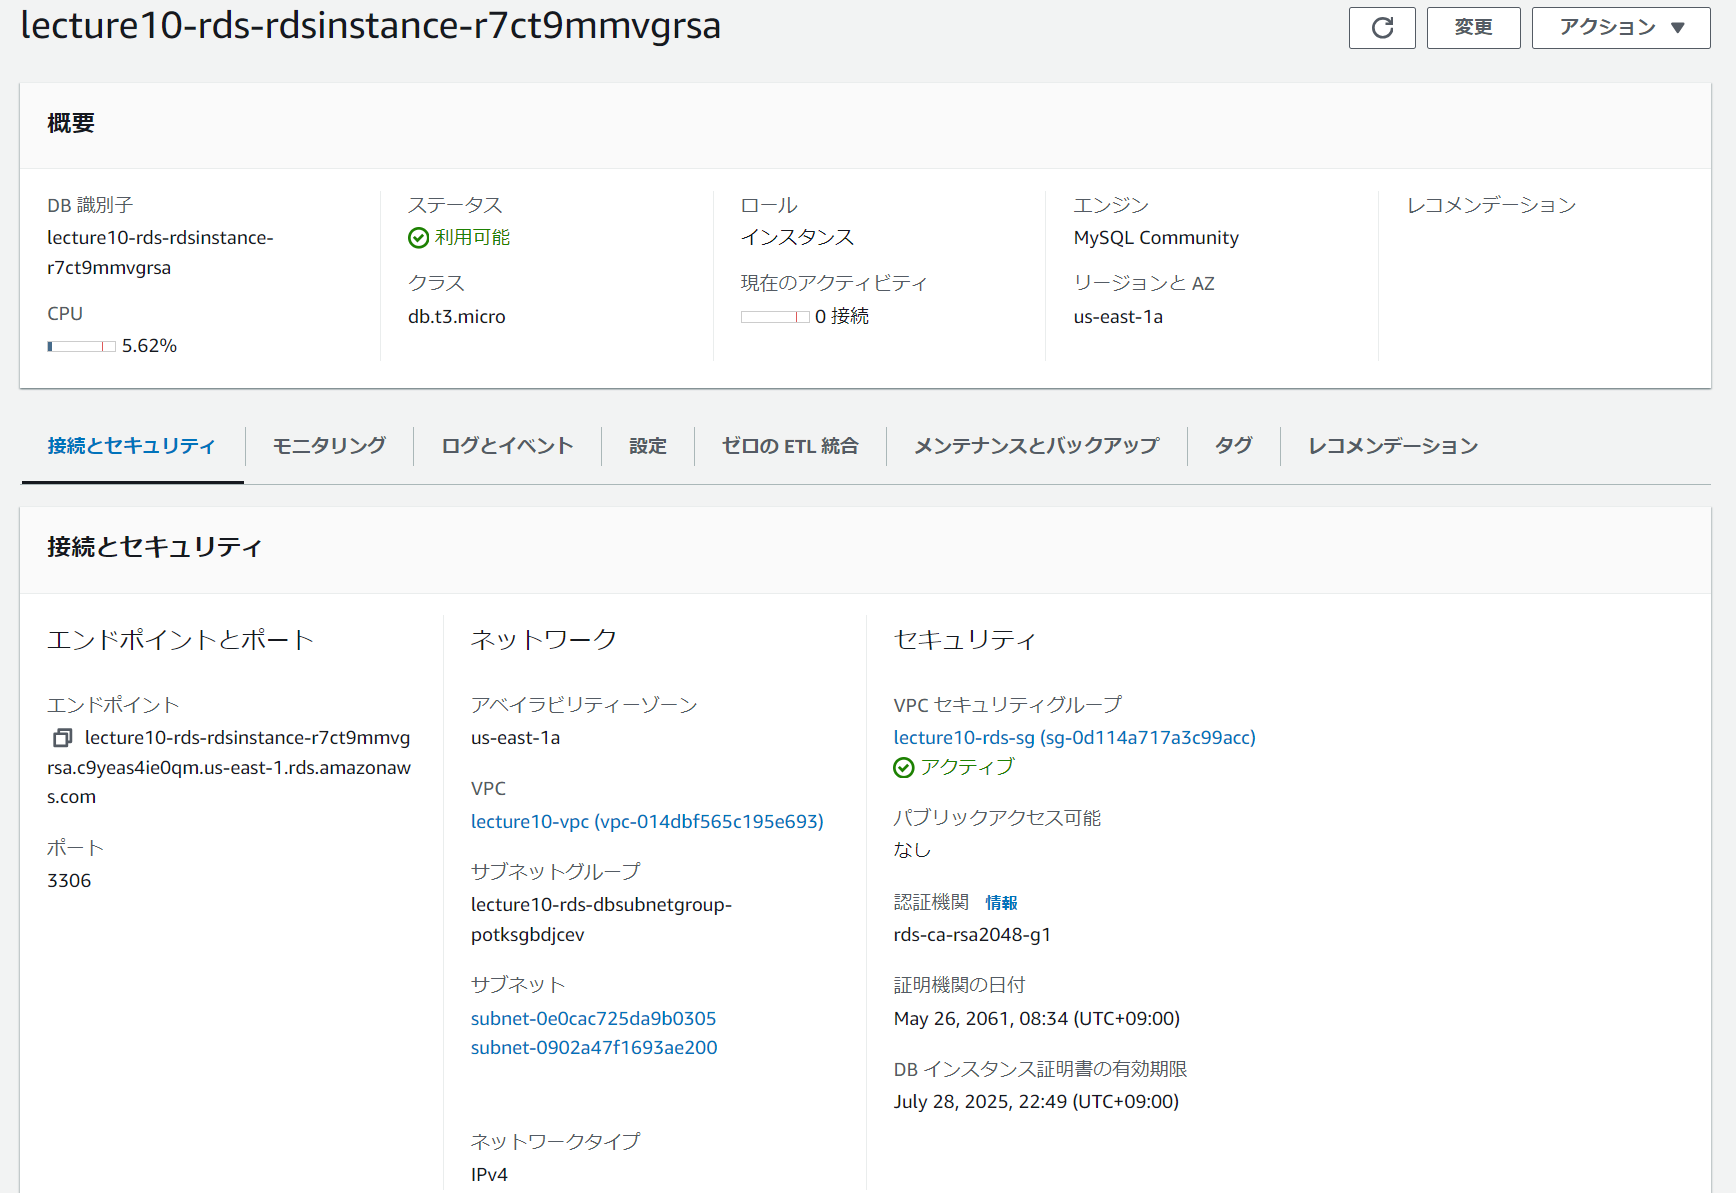 lecture10-rds-rdsinstance-r7ct9mmvgrsa
変更
アクション ▼
概要
DB 識別子
lecture10-rds-rdsinstance-
r7ct9mmvgrsa
CPU
5.62%
ステータス
利用可能
クラス
db.t3.micro
ロール
インスタンス
現在のアクティビティ
0 接続
エンジン
MySQL Community
リージョンと AZ
us-east-1a
レコメンデーション
接続とセキュリティ
モニタリング
ログとイベント
設定
ゼロの ETL 統合
メンテナンスとバックアップ
タグ
レコメンデーション
接続とセキュリティ
エンドポイントとポート
エンドポイント
lecture10-rds-rdsinstance-r7ct9mmvg
rsa.c9yeas4ie0qm.us-east-1.rds.amazonaw
s.com
ポート
3306
ネットワーク
アベイラビリティーゾーン
us-east-1a
VPC
lecture10-vpc (vpc-014dbf565c195e693)
サブネットグループ
lecture10-rds-dbsubnetgroup-
potksgbdjcev
サブネット
subnet-0e0cac725da9b0305
subnet-0902a47f1693ae200
ネットワークタイプ
IPv4
セキュリティ
VPC セキュリティグループ
lecture10-rds-sg (sg-0d114a717a3c99acc)
アクティブ
パブリックアクセス可能
なし
認証機関 情報
rds-ca-rsa2048-g1
証明機関の日付
May 26, 2061, 08:34 (UTC+09:00)
DB インスタンス証明書の有効期限
July 28, 2025, 22:49 (UTC+09:00)